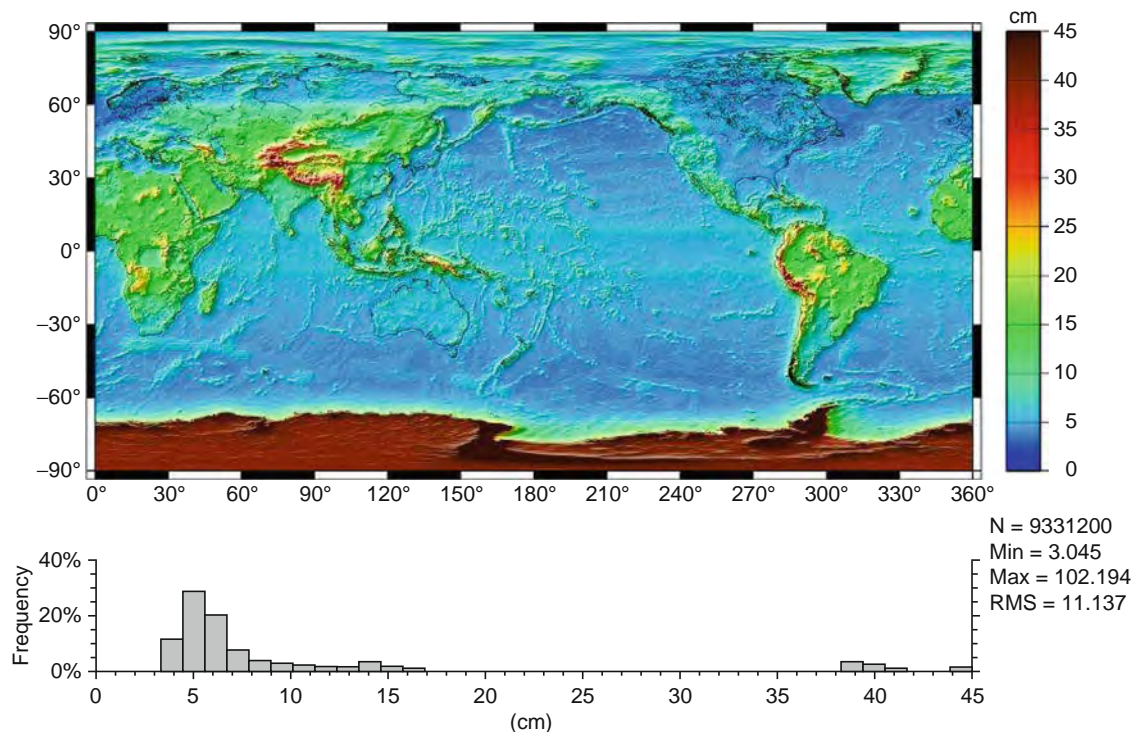 cm
90°
60°
30°
0°
–30°
–60°
–90°
0° 30° 60° 90° 120° 150° 180° 210° 240° 270° 300° 330° 360°
45
40
35
30
25
20
15
10
5
0
N = 9331200
Min = 3.045
Max = 102.194
RMS = 11.137
Frequency
40%
20%
0%
0 5 10 15 20 25 30 35 40 45
(cm)